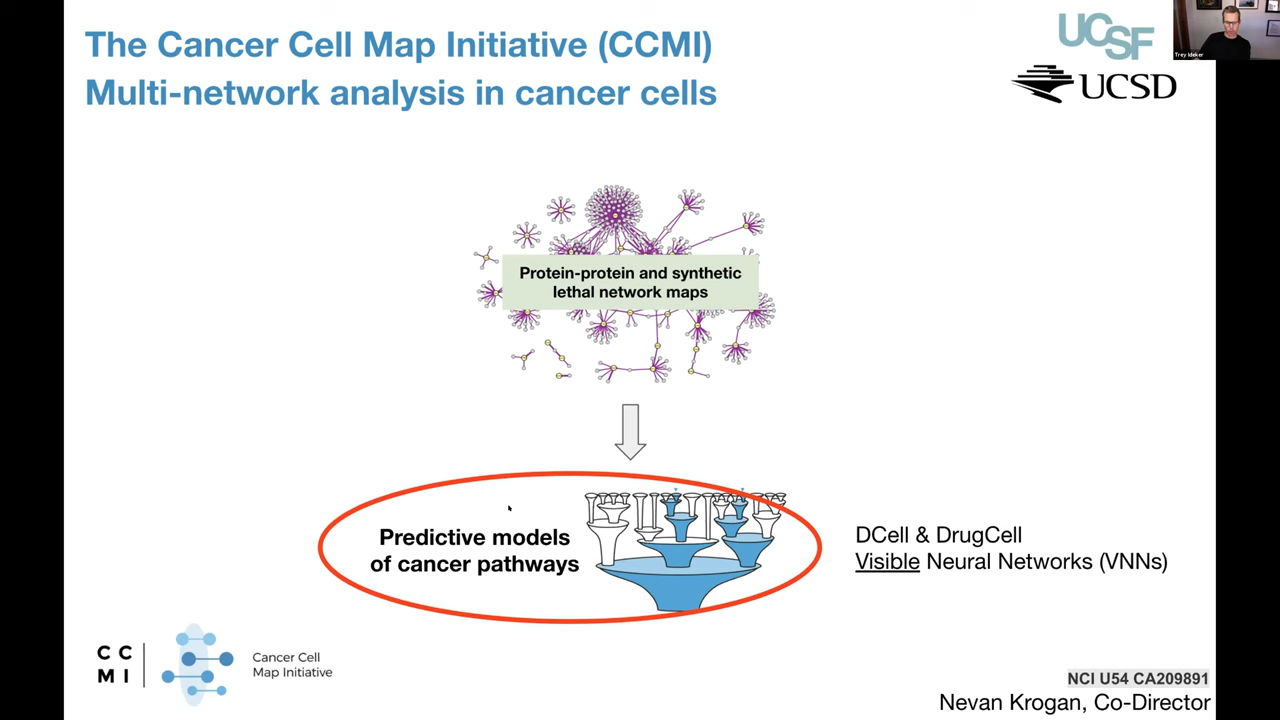 The Cancer Cell Map Initiative (CCMI)
Multi-network analysis in cancer cells
UCSF
UCSD
Trey Ideker
Protein-protein and synthetic
lethal network maps
Predictive models
of cancer pathways
DCell & DrugCell
Visible Neural Networks (VNNs)
C C
M I
Cancer Cell
Map Initiative
NCI U54 CA209891
Nevan Krogan, Co-Director